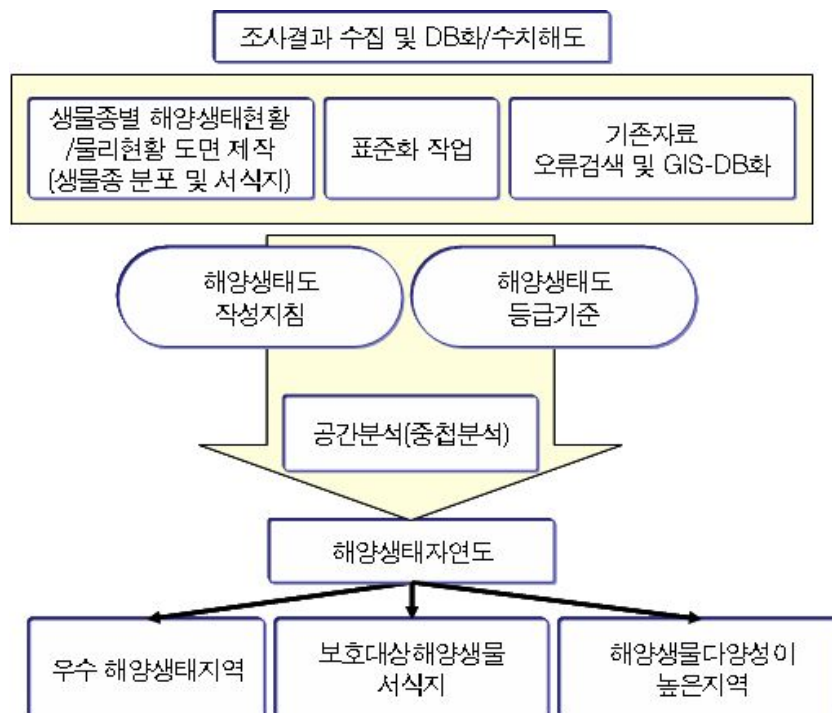 조사결과 수집 및 DB화/수치해도
생물종별 해양생태현황
/물리현황 도면 제작
(생물종 분포 및 서식지)
표준화 작업
기존자료
오류검색 및 GIS-DB화
해양생태도
작성지침
해양생태도
등급기준
공간분석(중첩분석)
해양생태자연도
우수 해양생태지역
보호대상해양생물
서식지
해양생물다양성이
높은지역